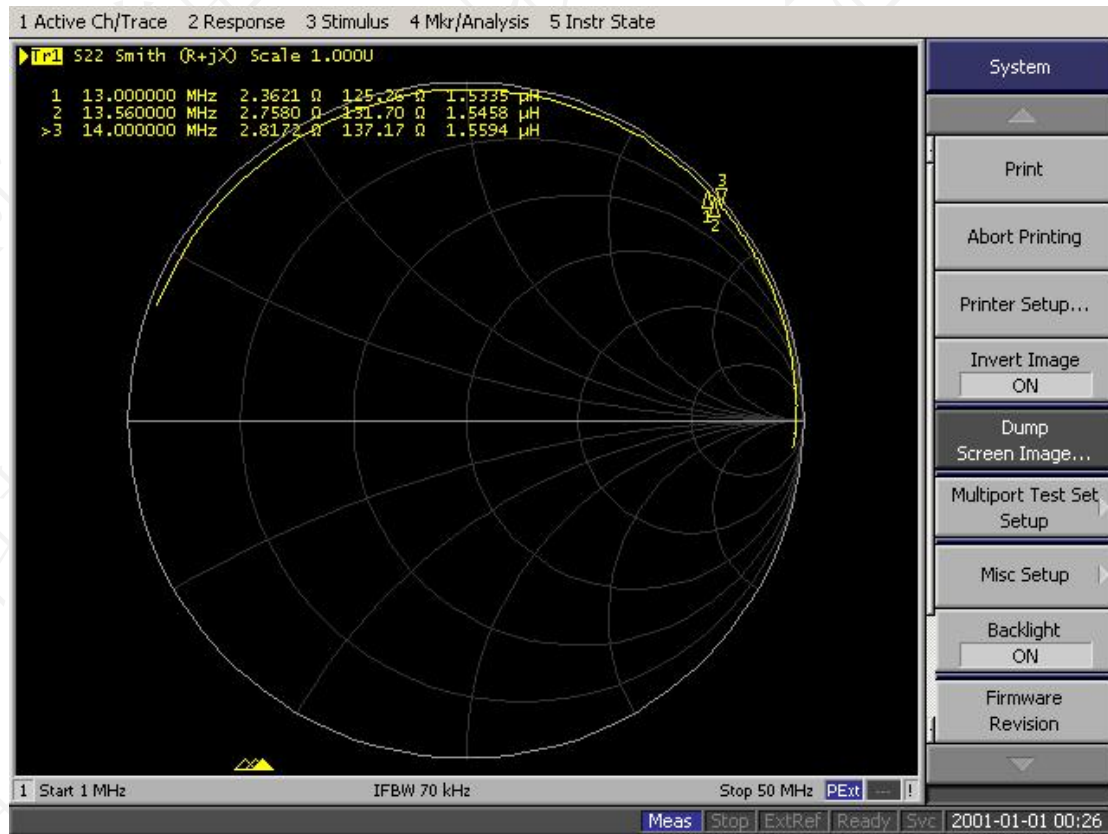 1 Active Ch/Trace 2 Response 3 Stimulus 4 Mkr/Analysis 5 Instr State
Tr1 S22 Smith (R+jX) Scale 1.000U
1 13.000000 MHz 2.3621 Ω 125.26 Ω 1.5335 µH
2 13.560000 MHz 2.7580 Ω 131.70 Ω 1.5458 µH
>3 14.000000 MHz 2.8172 Ω 137.17 Ω 1.5594 µH
3
1
2
System
Print
Abort Printing
Printer Setup...
Invert Image
ON
Dump
Screen Image...
Multiport Test Set
Setup
Misc Setup
Backlight
ON
Firmware
Revision
1 Start 1 MHz IFBW 70 kHz Stop 50 MHz PExt --- !
Meas Stop ExtRef Ready Svc 2001-01-01 00:26